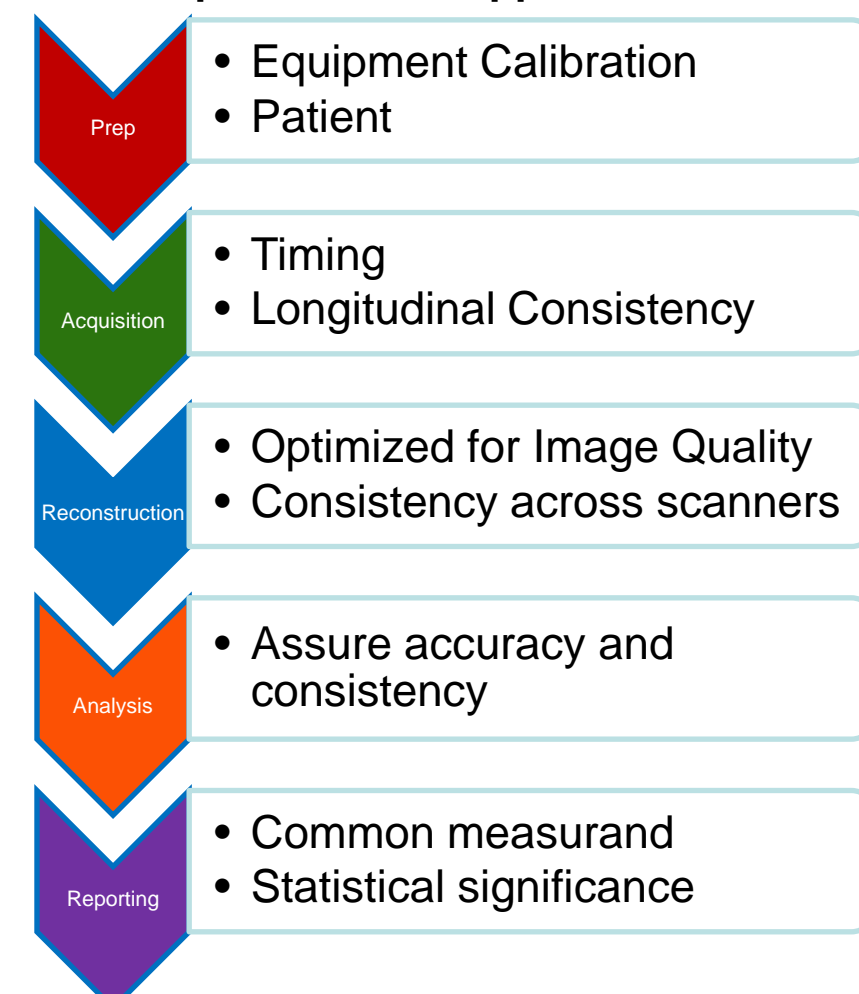 Prep
• Equipment Calibration
• Patient
Acquisition
• Timing
• Longitudinal Consistency
Reconstruction
• Optimized for Image Quality
• Consistency across scanners
Analysis
• Assure accuracy and
consistency
Reporting
• Common measurand
• Statistical significance